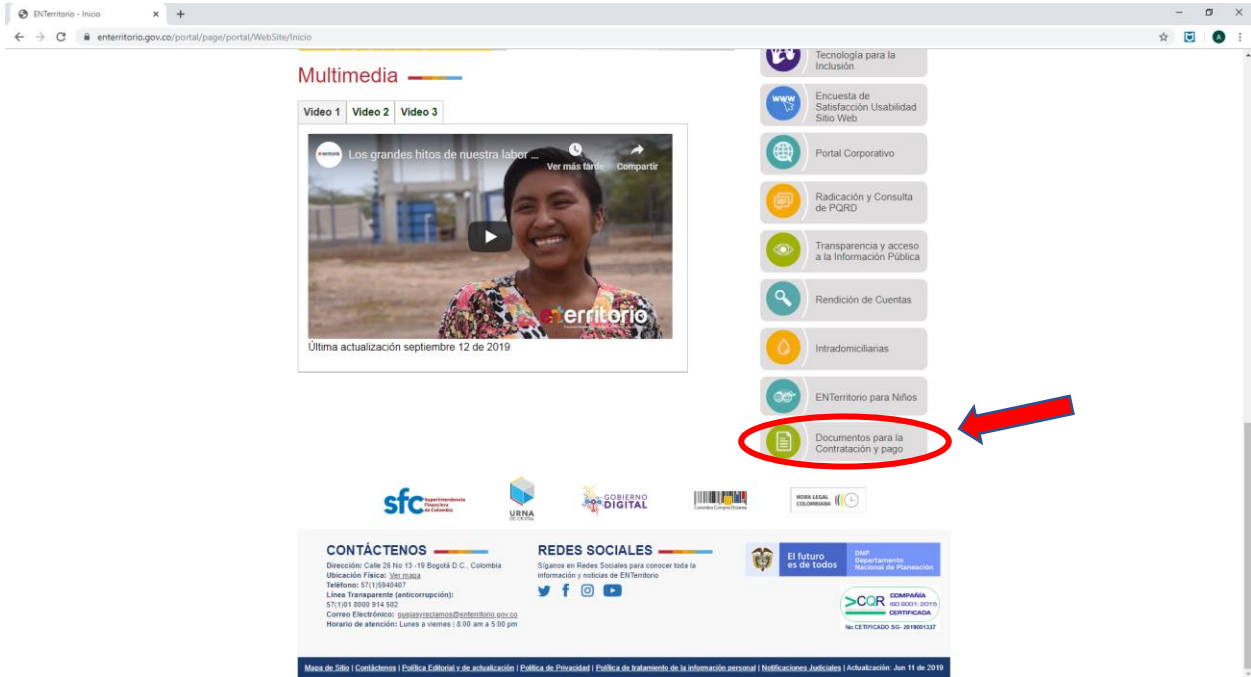 ENTerritorio - Inicio
enterritorio.gov.co/portal/page/portal/WebSite/Inicio
A
Multimedia
Video 1 Video 2 Video 3
Los grandes hitos de nuestra labor ...
Ver más tarde Compartir
enterritorio
Última actualización septiembre 12 de 2019
Tecnología para la
Inclusión
www
Encuesta de
Satisfacción Usabilidad
Sitio Web
Portal Corporativo
Radicación y Consulta
de PQRD
Transparencia y acceso
a la Información Pública
Rendición de Cuentas
Intradomiciliarias
ENTerritorio para Niños
Documentos para la
Contratación y pago
sfc Superintendencia
Financiera
de Colombia
URNA
DE CRISTAL
GOBIERNO
DIGITAL
Colombia Compra Eficiente
HORA LEGAL
COLOMBIANA
CONTÁCTENOS
Dirección: Calle 26 No 13 -19 Bogotá D.C., Colombia
Ubicación Física: Ver mapa
Teléfono: 57(1)5940407
Línea Transparente (anticorrupción):
57(1)01 8000 914 502
Correo Electrónico: quejasyreclamos@enterritorio.gov.co
Horario de atención: Lunes a viernes | 8:00 am a 5:00 pm
REDES SOCIALES
Síganos en Redes Sociales para conocer toda la
información y noticias de ENTerritorio
El futuro
es de todos
DNP
Departamento
Nacional de Planeación
CQR COMPAÑÍA
ISO 9001:2015
CERTIFICADA
No.CETIFICADO SG- 2019001337
Mapa de Sitio | Contáctenos | Política Editorial y de actualización | Política de Privacidad | Política de tratamiento de la información personal | Notificaciones Judiciales | Actualización: Jun 11 de 2019